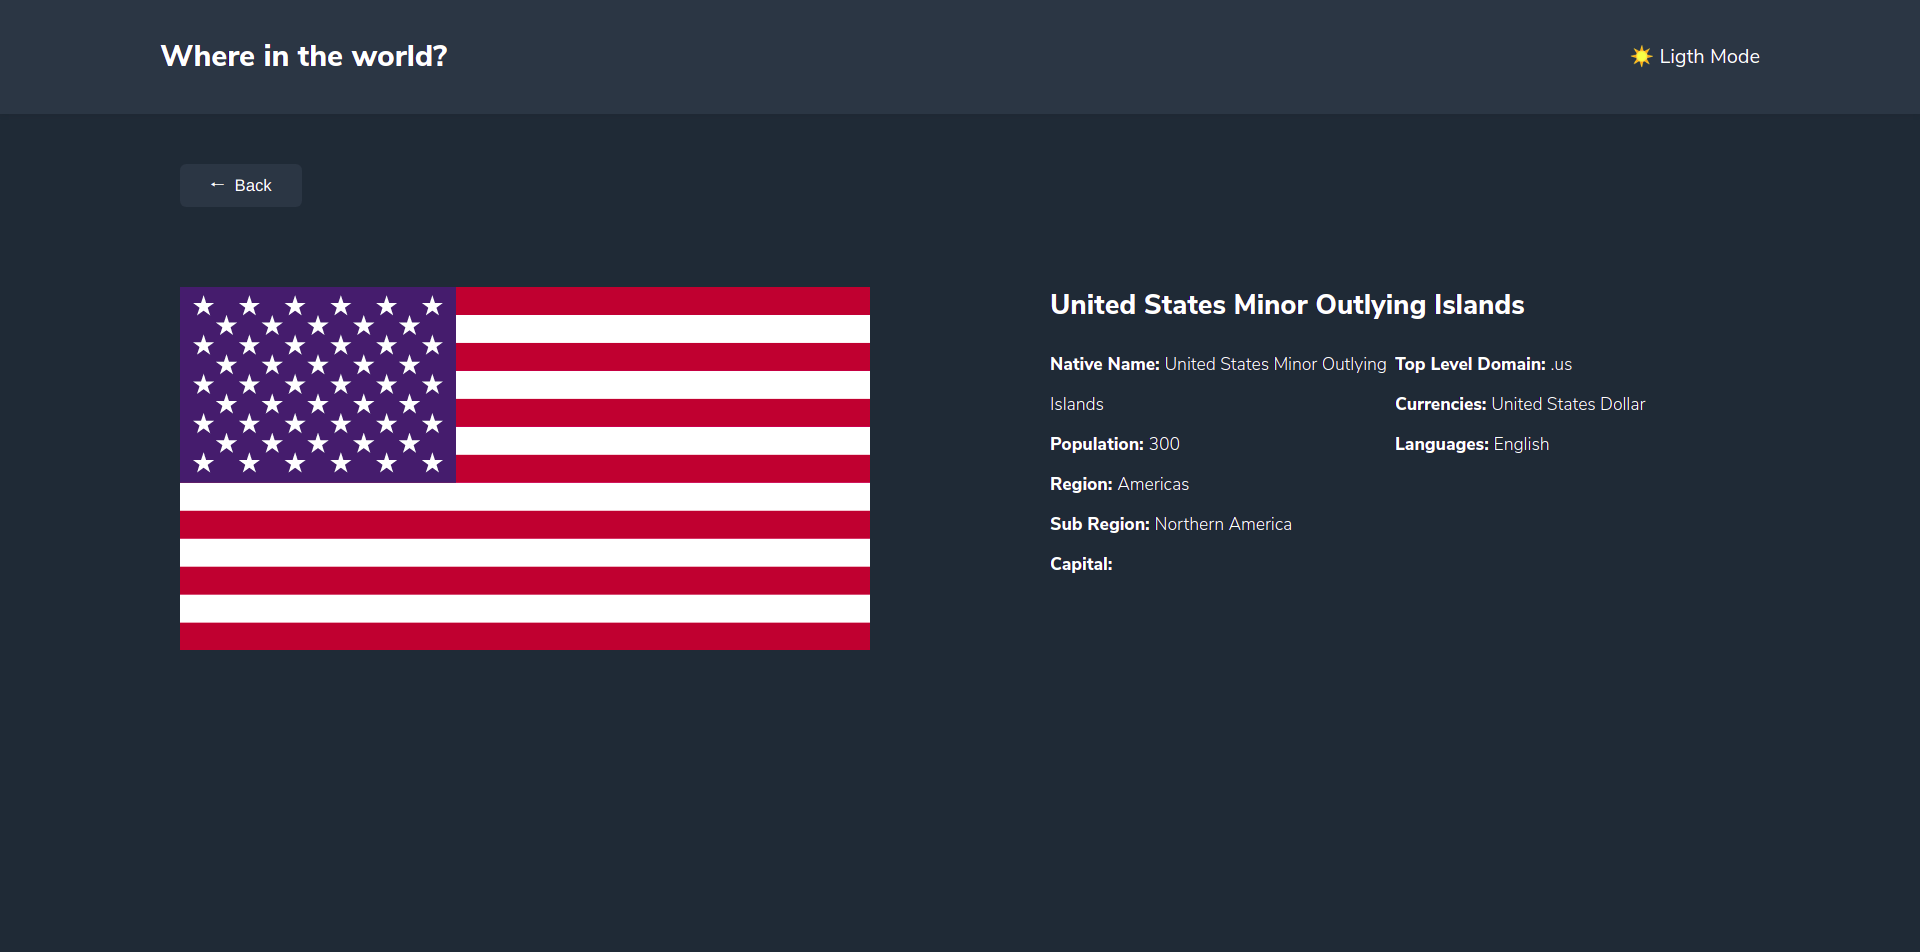 Where in the world?
☀️ Ligth Mode
← Back
United States Minor Outlying Islands
Native Name: United States Minor Outlying
Islands
Population: 300
Region: Americas
Sub Region: Northern America
Capital:
Top Level Domain: .us
Currencies: United States Dollar
Languages: English